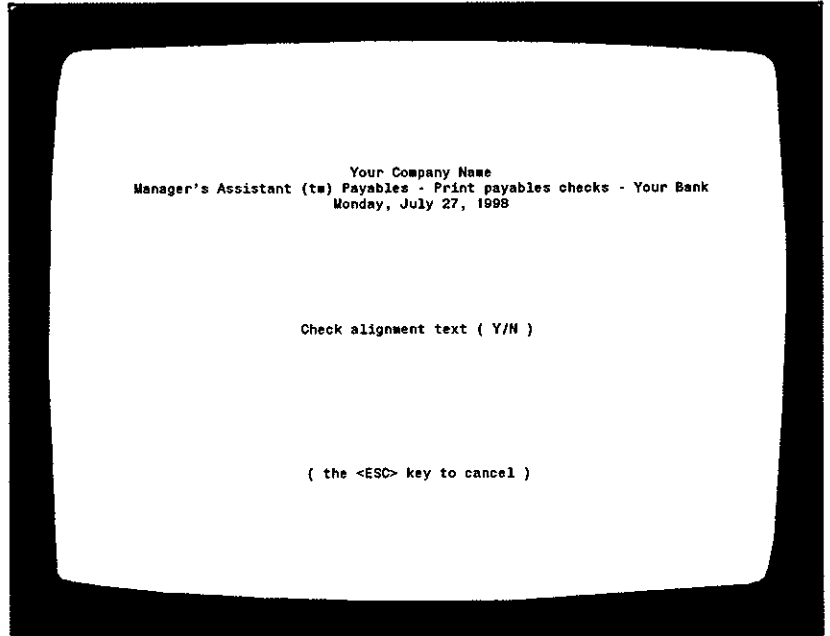 Your Company Name
Manager's Assistant (tm) Payables - Print payables checks - Your Bank
Monday, July 27, 1998
Check alignment text ( Y/N )
( the <ESC> key to cancel )